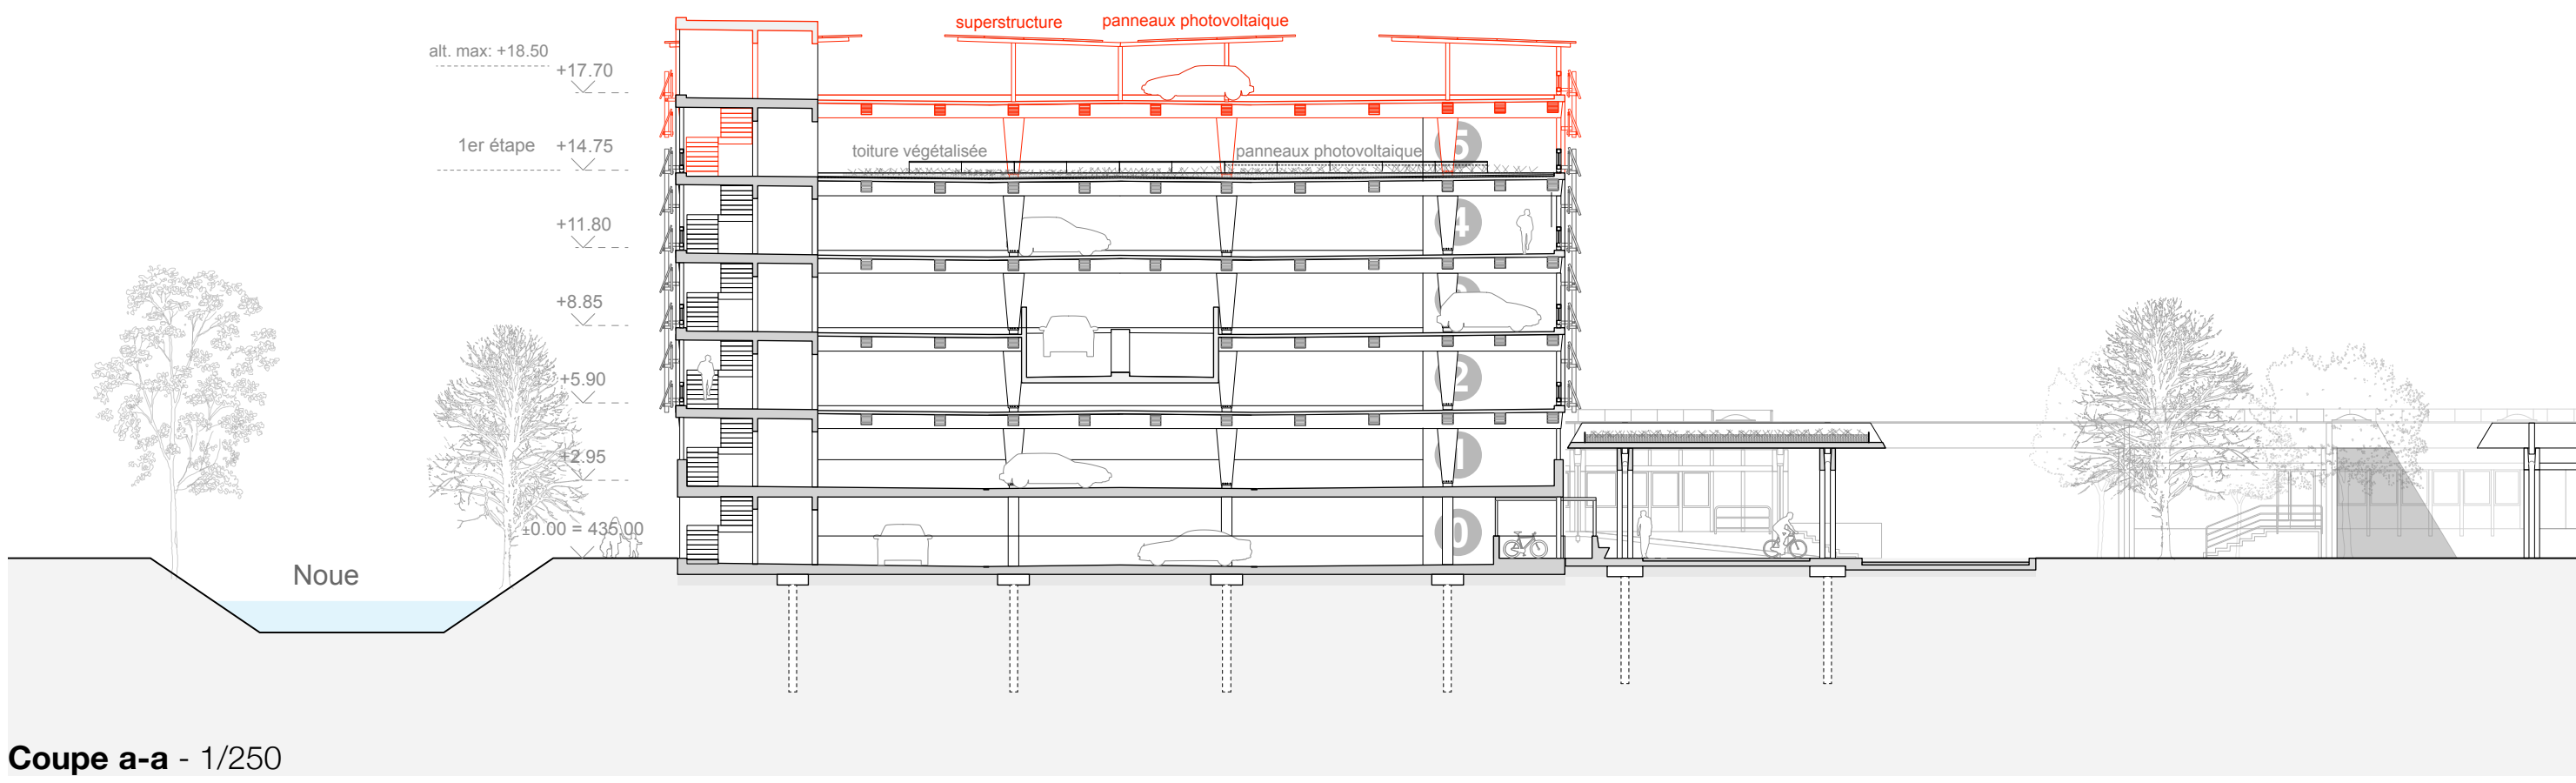 superstructure
panneaux photovoltaique
alt. max: +18.50
+17.70
1er étape
+14.75
toiture végétalisée
panneaux photovoltaique
5
+11.80
4
+8.85
+5.90
2
+2.95
1
±0.00 = 435.00
0
Noue
Coupe a-a - 1/250